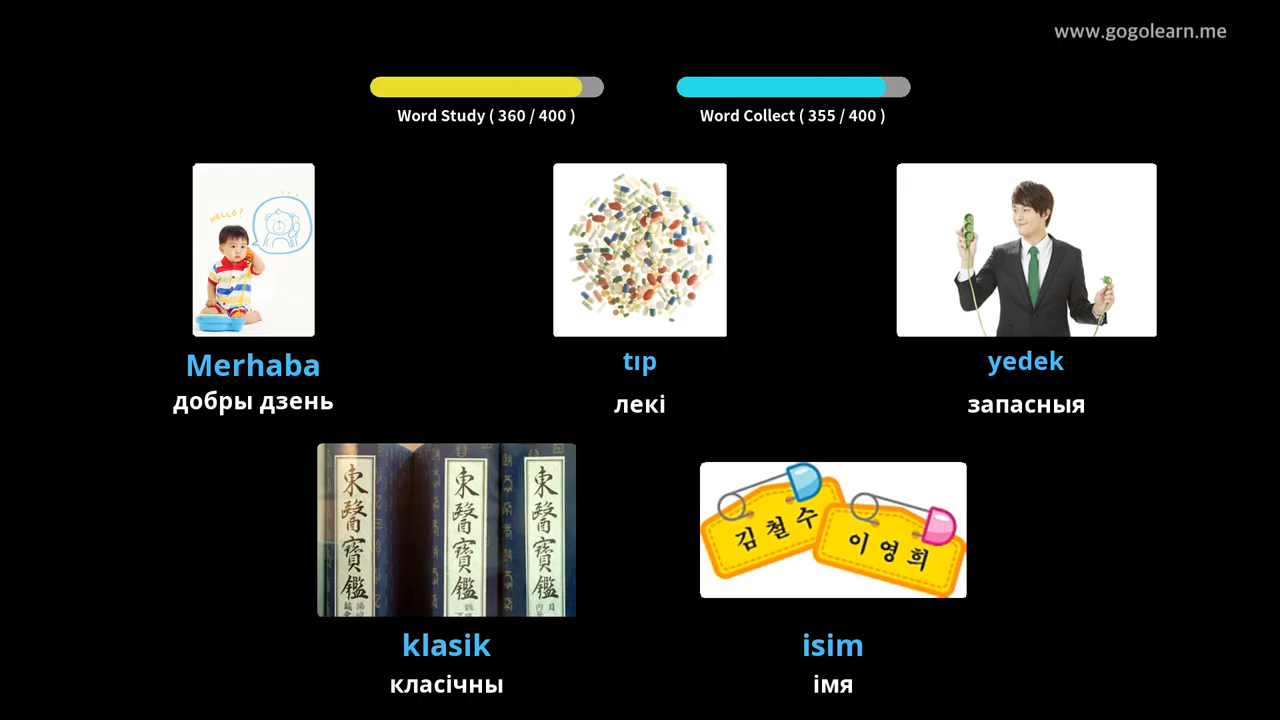 www.gogolearn.me
Word Study ( 360 / 400 )
Word Collect ( 355 / 400 )
HELLO!
Merhaba
добры дзень
tıp
лекі
yedek
запасныя
東醫寶鑑
東醫寶鑑
東醫寶鑑
김철수
이영희
klasik
класічны
isim
імя